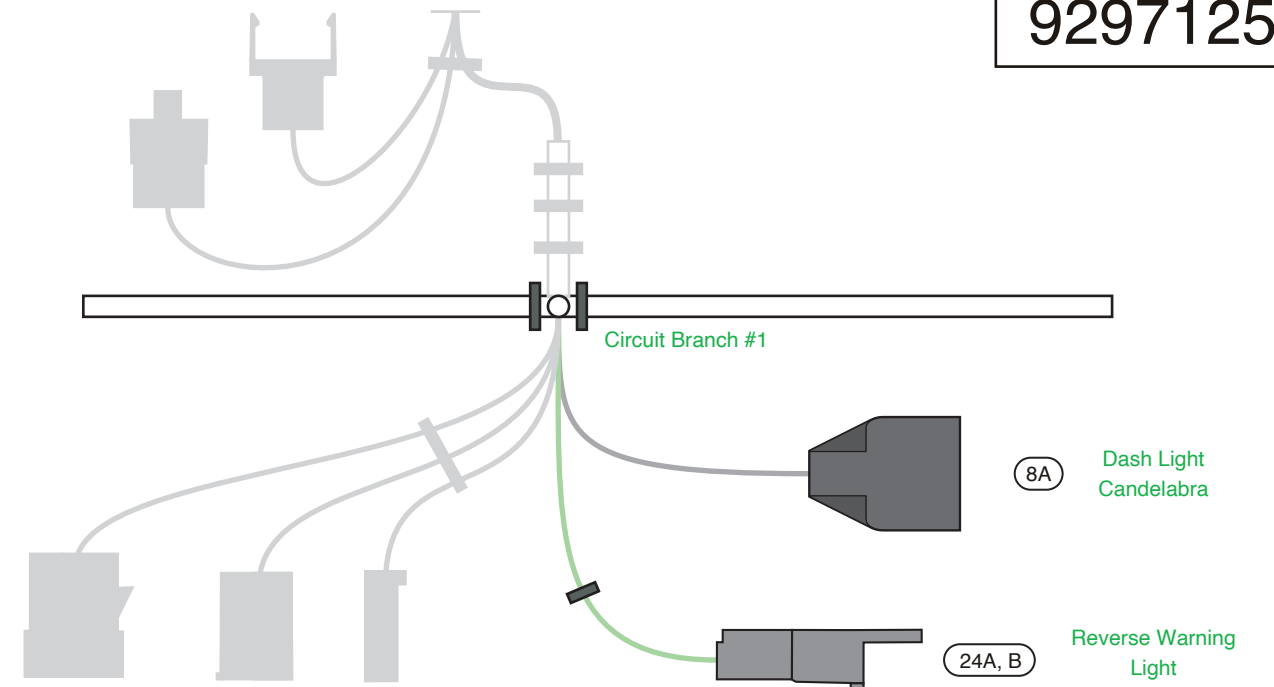 9297125
Circuit Branch #1
8A
Dash Light
Candelabra
24A, B
Reverse Warning
Light